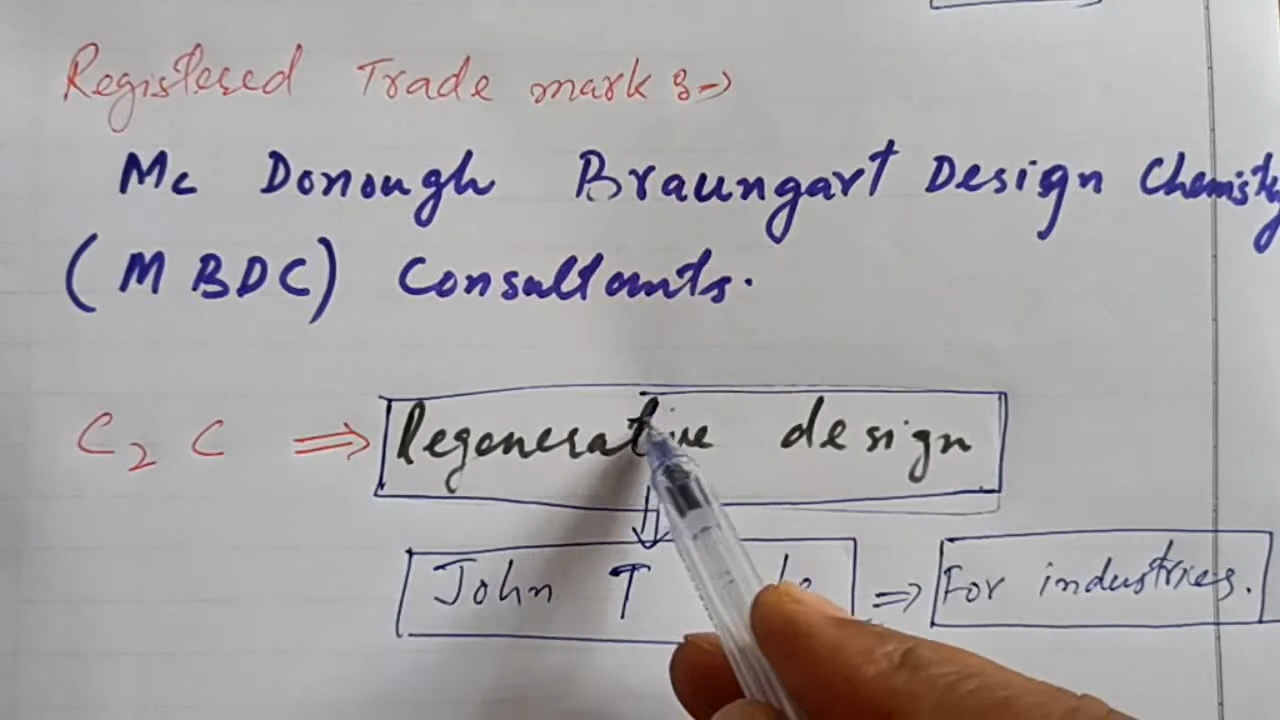 Registered Trade mark :→
Mc Donough Braungart Design Chemistry
(MBDC) Consultants.
C2C ⇒ Regenerative design
John T ⇒ For industries.